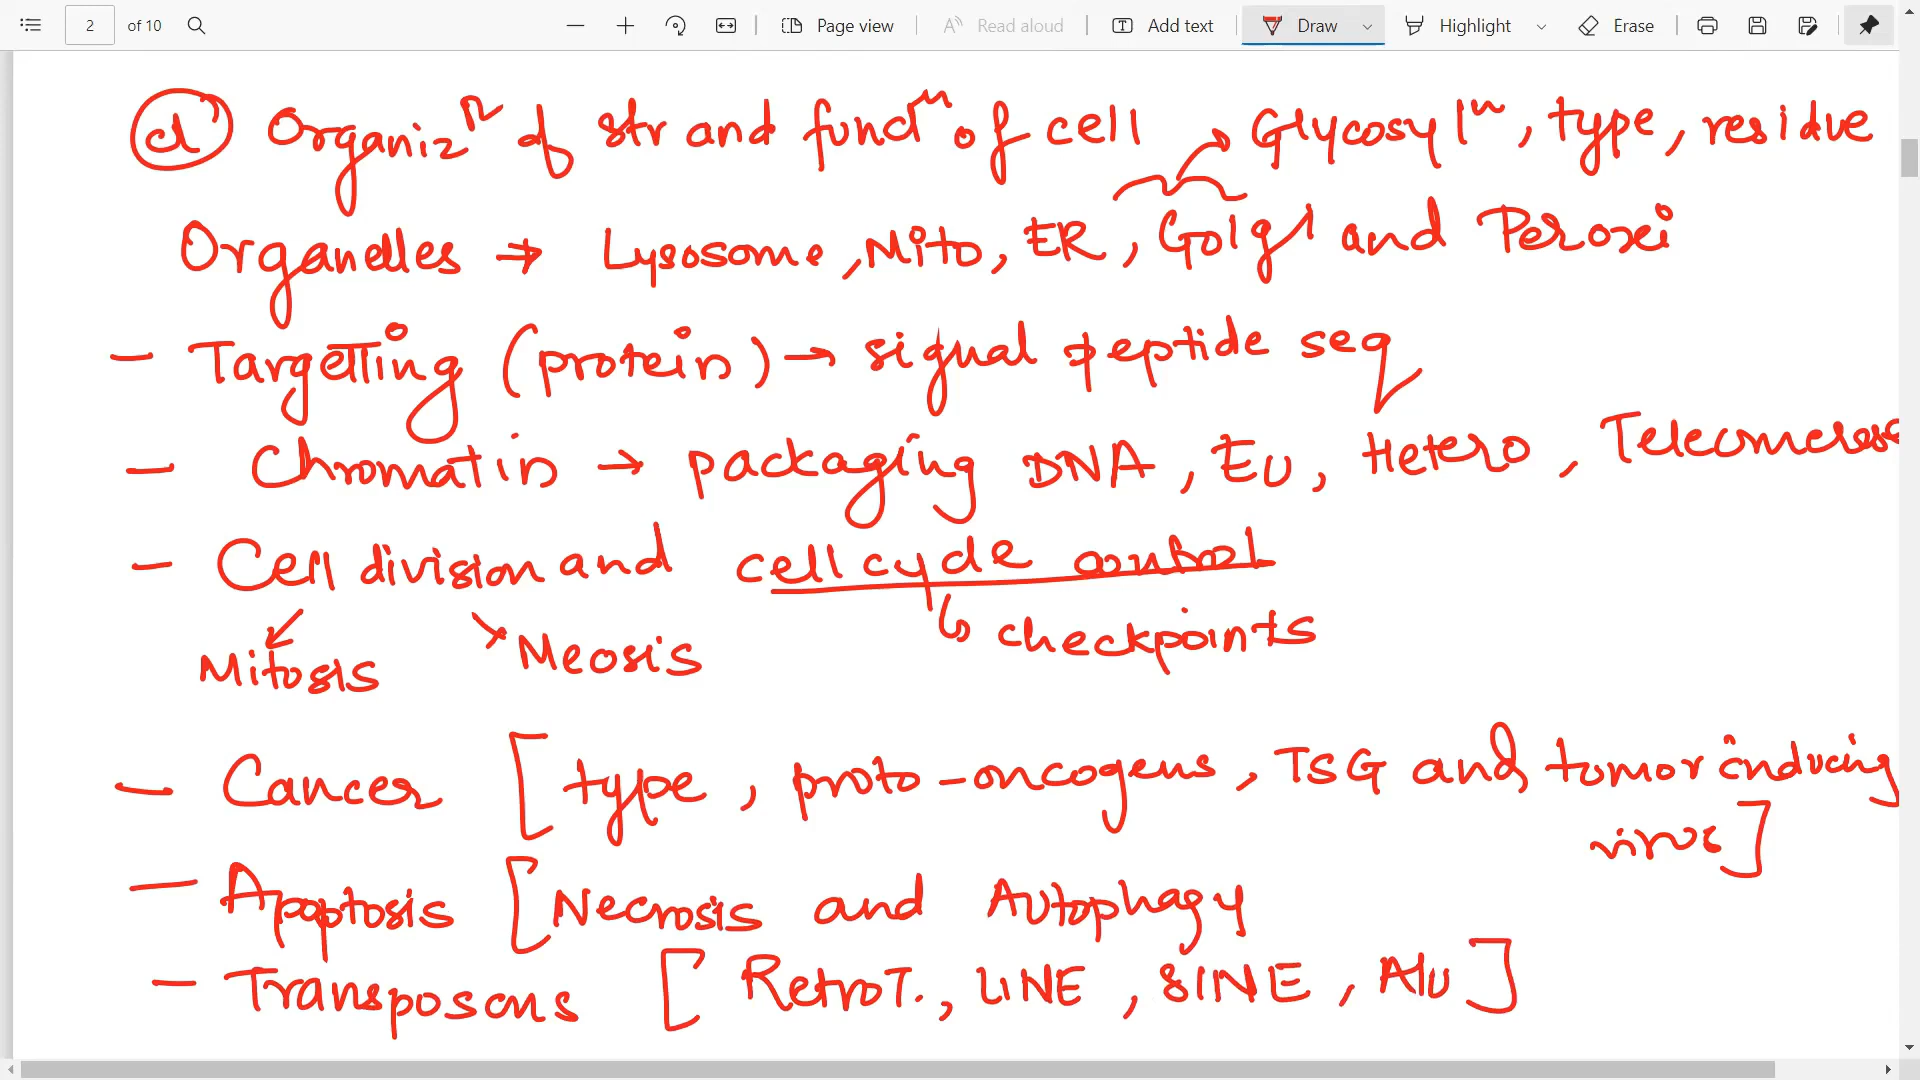 2 of 10 Page view Read aloud Add text Draw Highlight Erase
d) Organizn of str and functn of cell → Glycosyln, type, residue
Organelles → Lysosome, Mito, ER, Golgi and Peroxi
- Targetting (protein) → signal peptide seq
- Chromatin → packaging DNA, Eu, Hetero,
- Cell division and cell cycle control
Mitosis Meosis ↳ checkpoints
- Cancer [type, proto-oncogens, TSG and tumor inducing
virus]
- Apoptosis [Necrosis and Autophagy
- Transposons [RetroT., LINE, SINE, Alu]